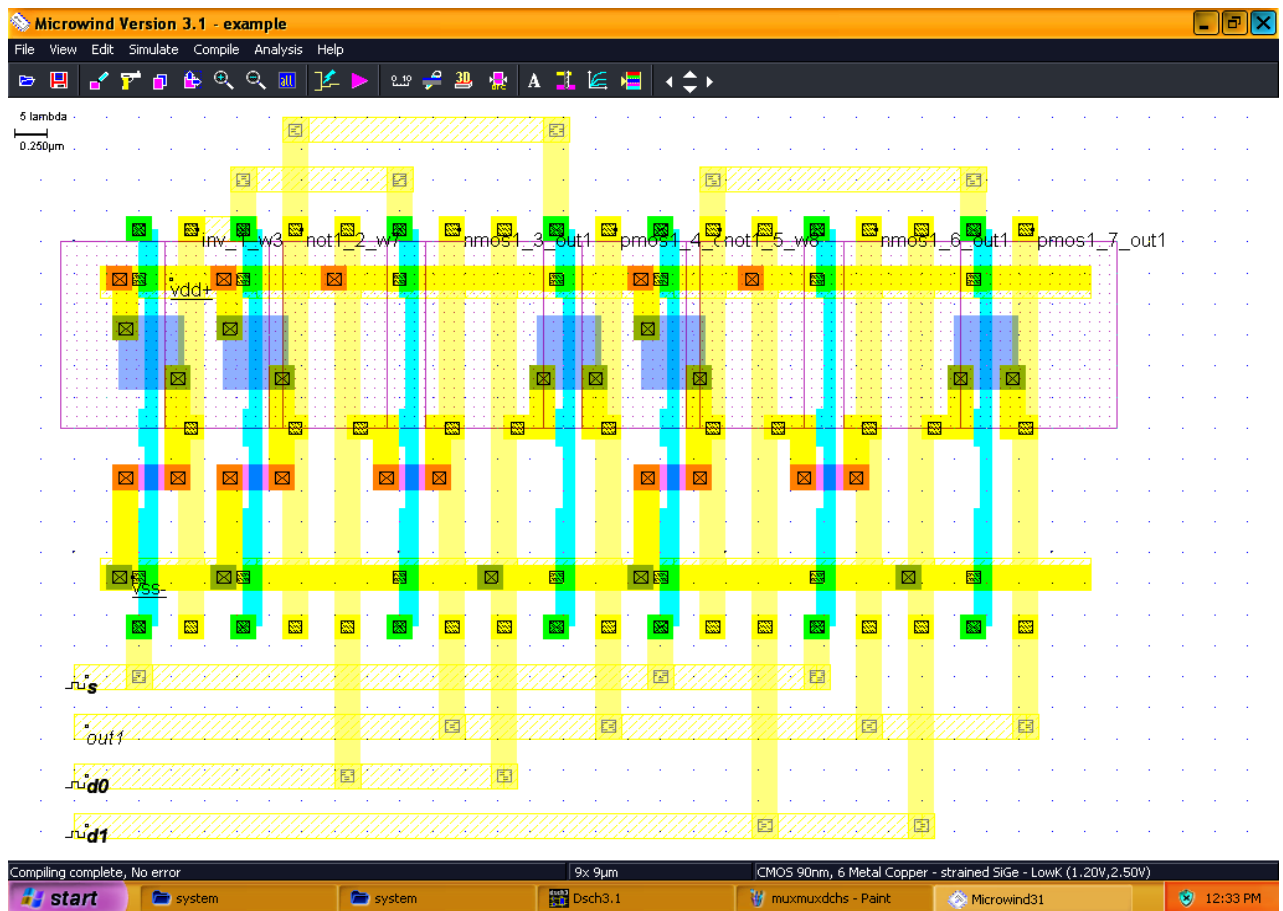 Microwind Version 3.1 - example
File View Edit Simulate Compile Analysis Help
5 lambda
0.250µm
inv_1_w3 not1_2_w7 nmos1_3_out1 pmos1_4_ not1_5_w8 nmos1_6_out1 pmos1_7_out1
vdd+
vss-
s
out1
d0
d1
Compiling complete, No error 9x 9µm CMOS 90nm, 6 Metal Copper - strained SiGe - LowK (1.20V,2.50V)
start system system Dsch3.1 muxmuxdchs - Paint Microwind31 12:33 PM